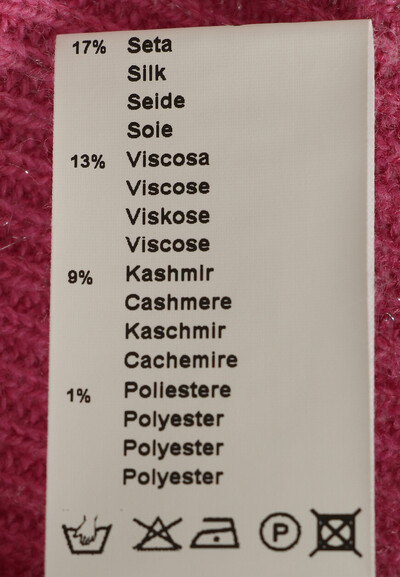 17% Seta
Silk
Seide
Soie
13% Viscosa
Viscose
Viskose
Viscose
9% Kashmir
Cashmere
Kaschmir
Cachemire
1% Poliestere
Polyester
Polyester
Polyester
P